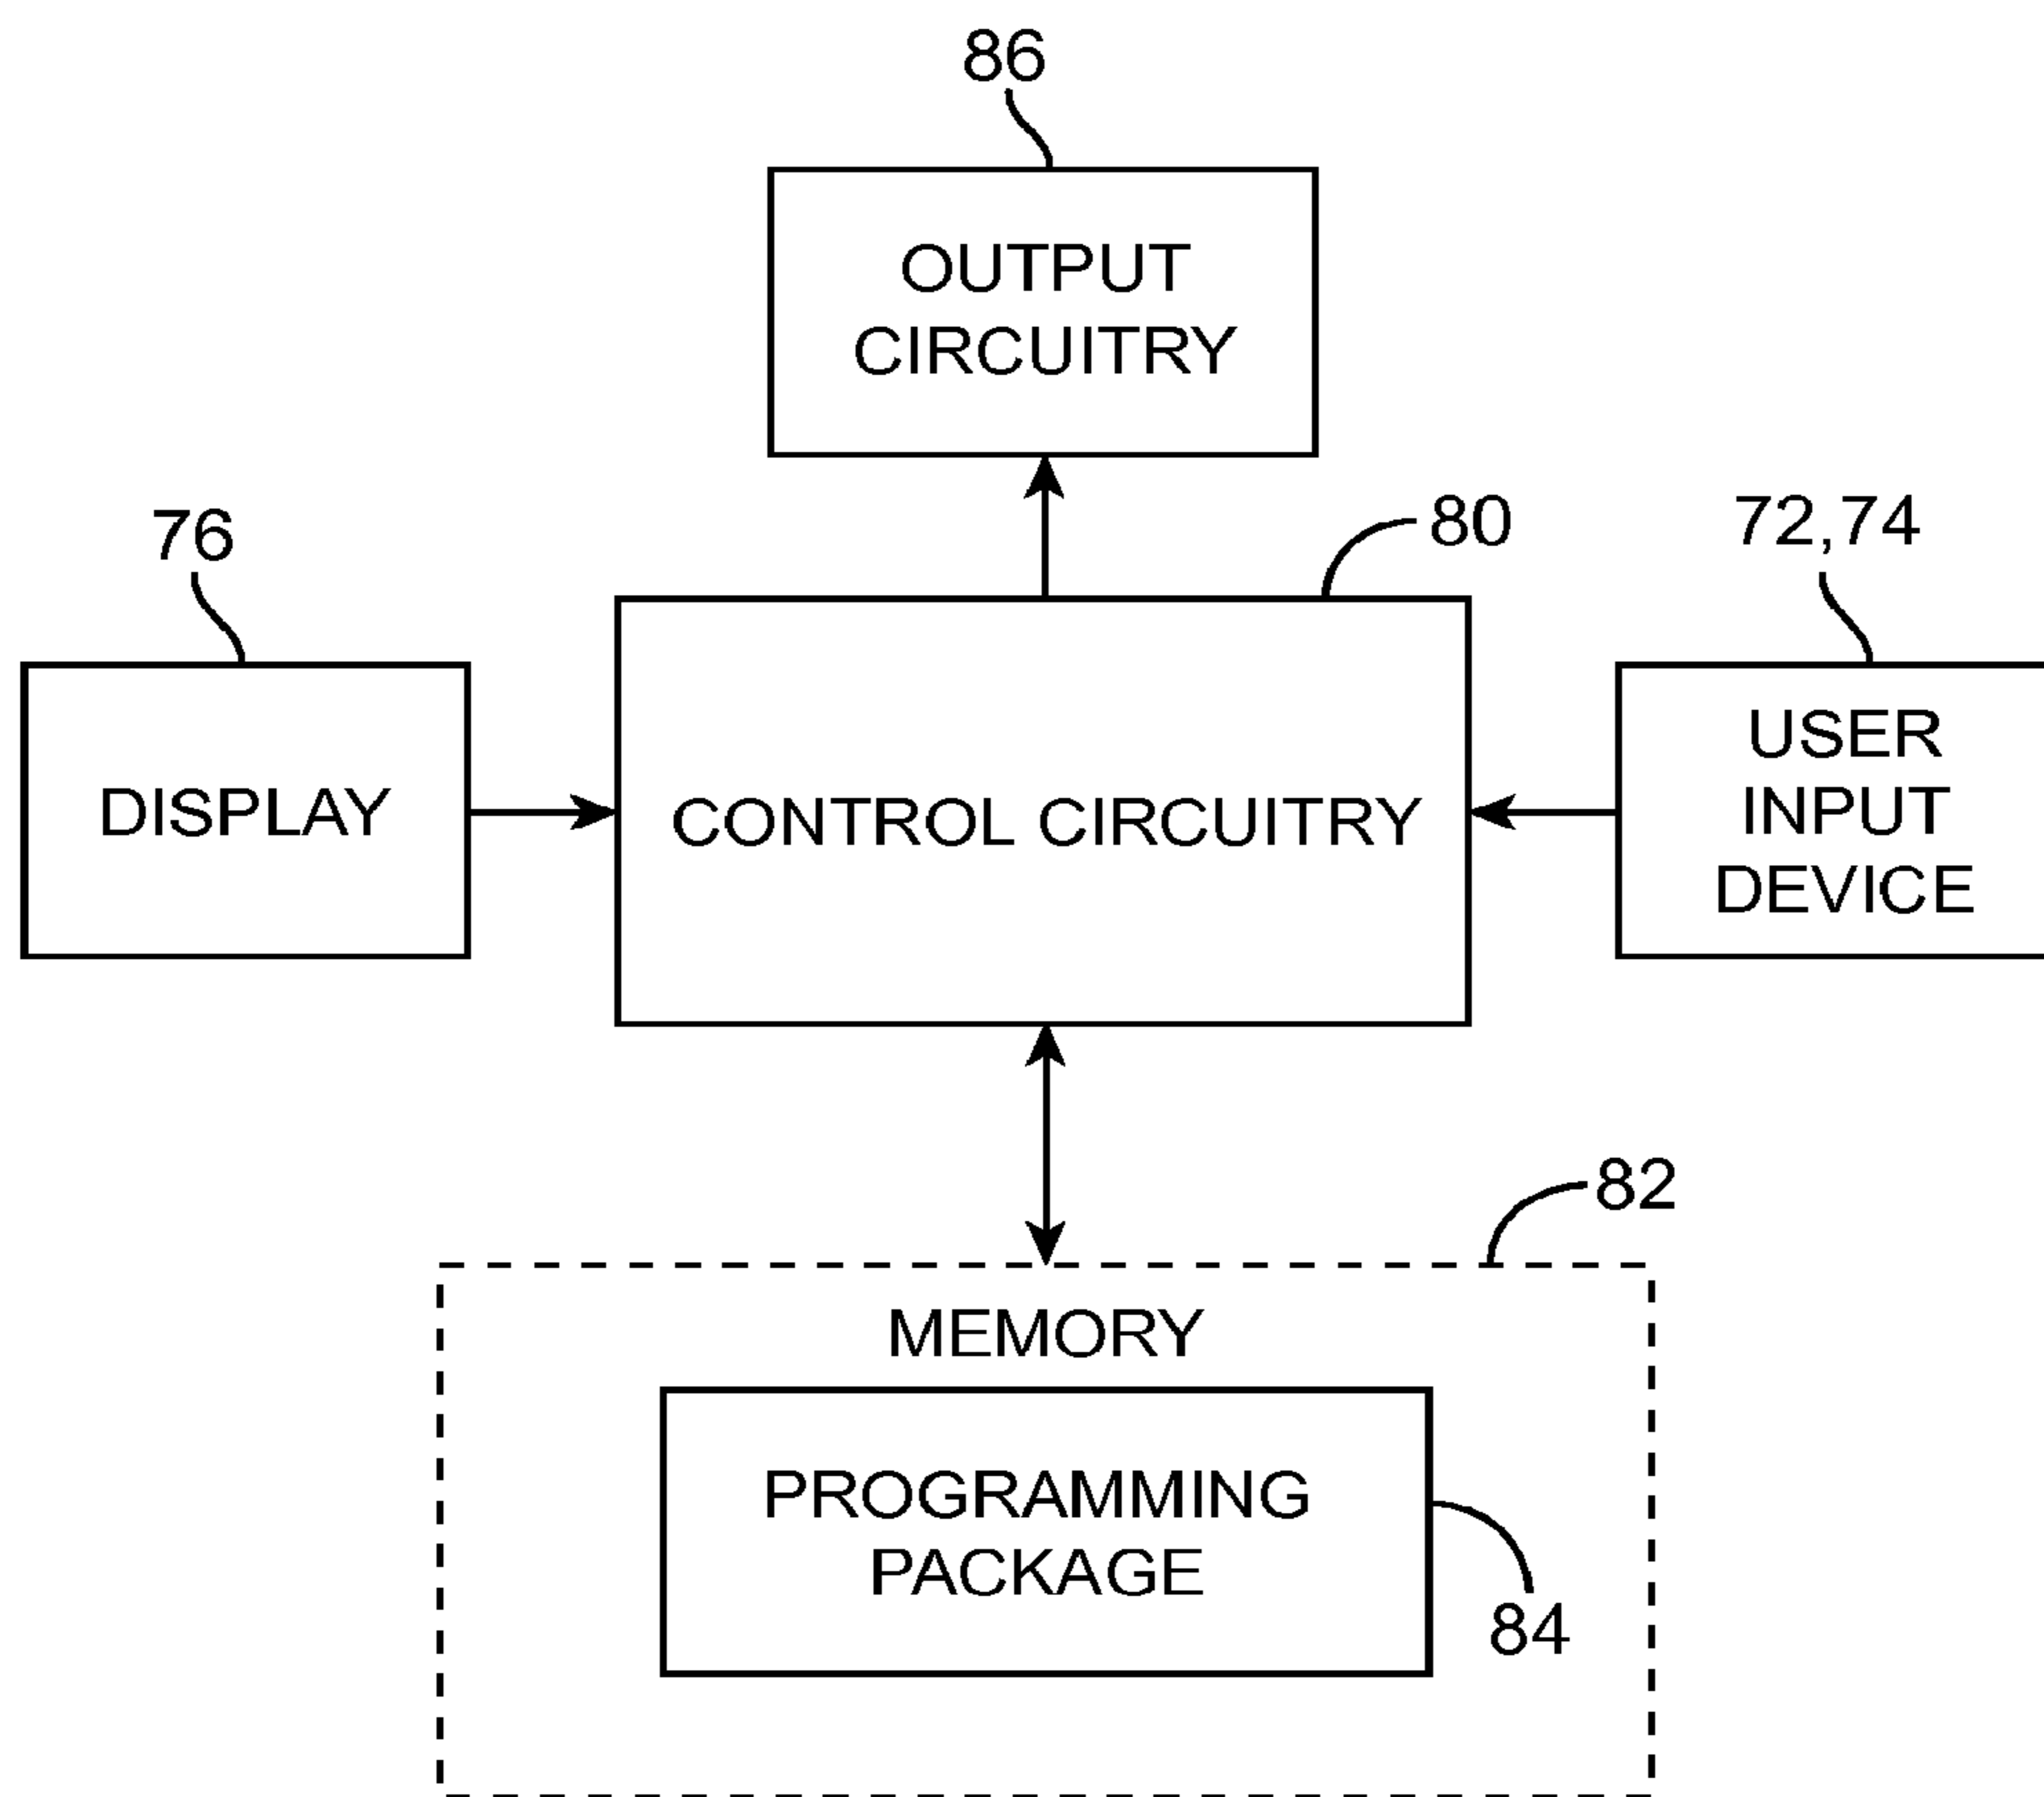 86
OUTPUT
CIRCUITRY
76
80
72,74
DISPLAY
CONTROL CIRCUITRY
USER
INPUT
DEVICE
82
MEMORY
PROGRAMMING
PACKAGE
84